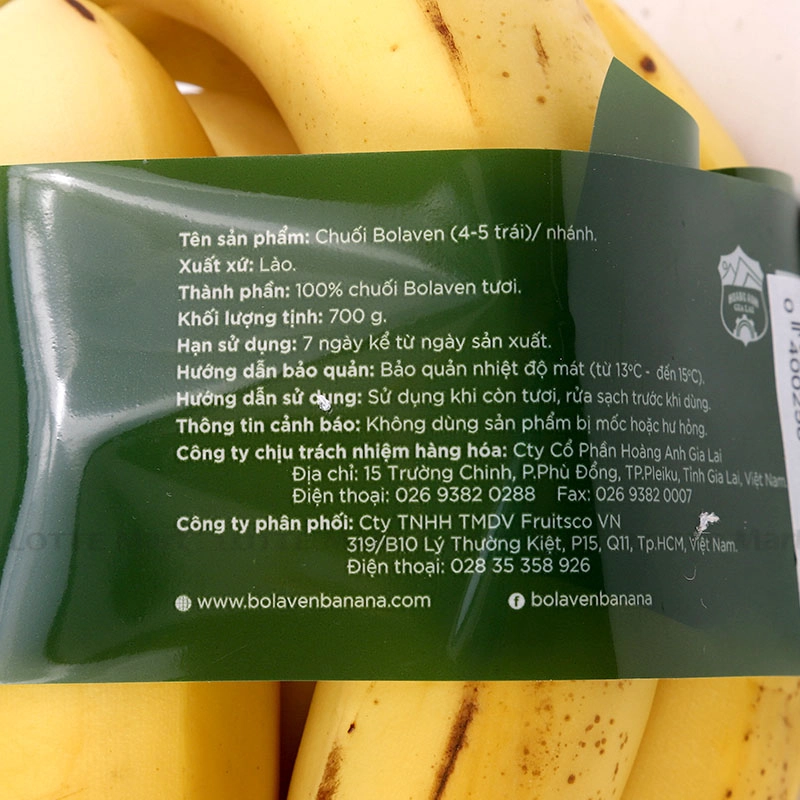 Tên sản phẩm: Chuối Bolaven (4-5 trái)/ nhánh.
Xuất xứ: Lào.
Thành phần: 100% chuối Bolaven tươi.
Khối lượng tịnh: 700 g.
Hạn sử dụng: 7 ngày kể từ ngày sản xuất.
Hướng dẫn bảo quản: Bảo quản nhiệt độ mát (từ 13°C - đến 15°C).
Hướng dẫn sử dụng: Sử dụng khi còn tươi, rửa sạch trước khi dùng.
Thông tin cảnh báo: Không dùng sản phẩm bị mốc hoặc hư hỏng.
Công ty chịu trách nhiệm hàng hóa: Cty Cổ Phần Hoàng Anh Gia Lai
Địa chỉ: 15 Trường Chinh, P.Phù Đổng, TP.Pleiku, Tỉnh Gia Lai, Việt Nam.
Điện thoại: 026 9382 0288 Fax: 026 9382 0007
Công ty phân phối: Cty TNHH TMDV Fruitsco VN
319/B10 Lý Thường Kiệt, P15, Q11, Tp.HCM, Việt Nam.
Điện thoại: 028 35 358 926
www.bolavenbanana.com bolavenbanana
HOANG ANH
GIA LAI